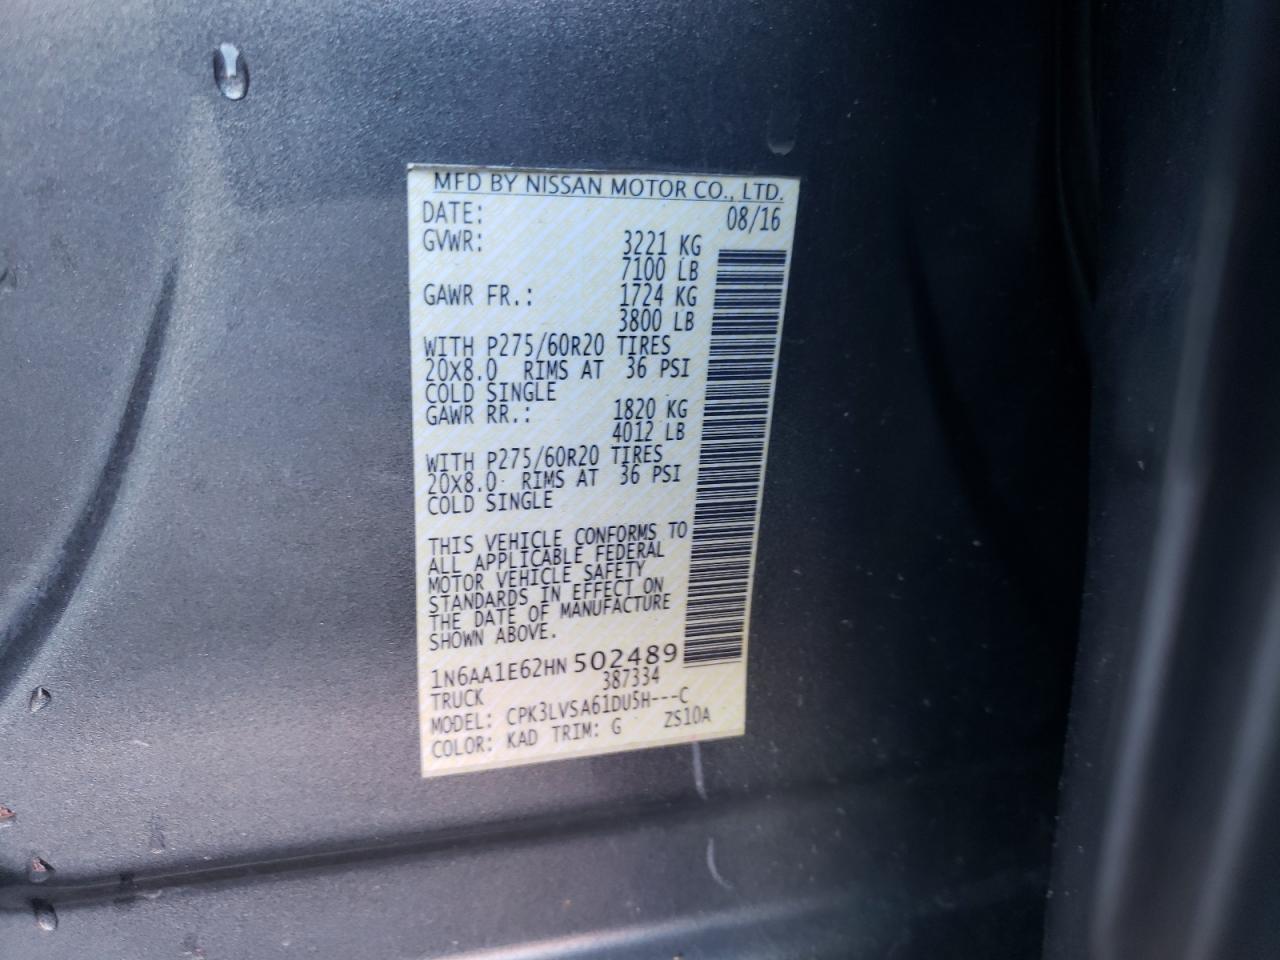 MFD BY NISSAN MOTOR CO., LTD.
DATE: 08/16
GVWR: 3221 KG
7100 LB
GAWR FR.: 1724 KG
3800 LB
WITH P275/60R20 TIRES
20X8.0 RIMS AT 36 PSI
COLD SINGLE
GAWR RR.: 1820 KG
4012 LB
WITH P275/60R20 TIRES
20X8.0 RIMS AT 36 PSI
COLD SINGLE
THIS VEHICLE CONFORMS TO
ALL APPLICABLE FEDERAL
MOTOR VEHICLE SAFETY
STANDARDS IN EFFECT ON
THE DATE OF MANUFACTURE
SHOWN ABOVE.
1N6AA1E62HN502489
TRUCK 387334
MODEL: CPK3LVSA61DU5H---C
COLOR: KAD TRIM: G ZS10A